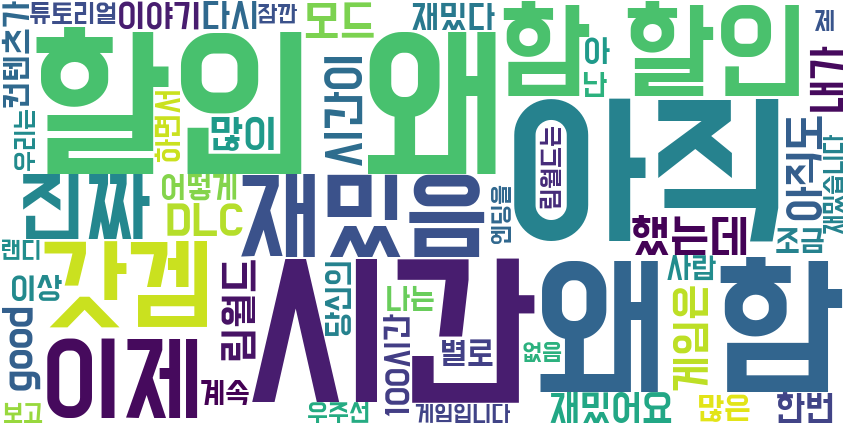 튜토리얼
이야기
다시
잠깐
모드
재밌다
함
할인
제
컨텐츠가
할인 왜
아
난
내가
우리는
하면서
많이
시간이
아직
림월드는
아직도
재밌습니다
진짜
어떻게
DLC
재밌음
엔딩을
했는데
조금
랜디
갓겜
이상
림월드
시간
당신의
나는
왜 함
사람
게임은
good
이제
계속
100시간
별로
없음
보고
우주선
게임입니다
재밌어요
많은
한번